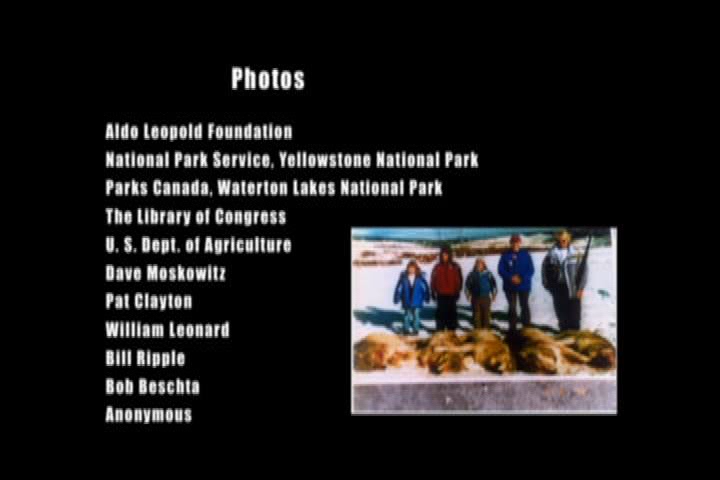 Photos
Aldo Leopold Foundation
National Park Service, Yellowstone National Park
Parks Canada, Waterton Lakes National Park
The Library of Congress
U. S. Dept. of Agriculture
Dave Moskowitz
Pat Clayton
William Leonard
Bill Ripple
Bob Beschta
Anonymous